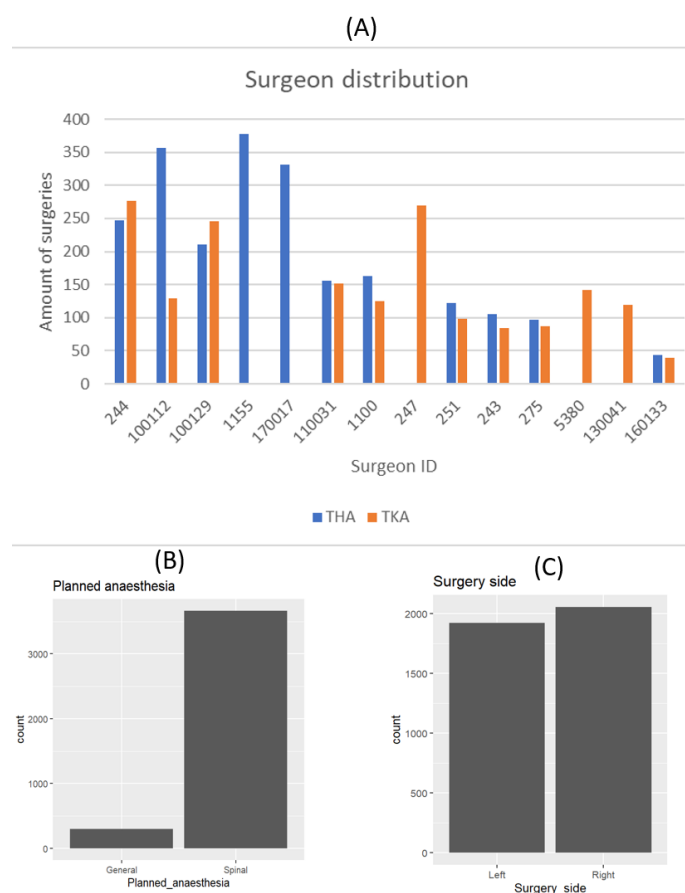 (A)
Surgeon distribution
400
350
300
250
200
150
100
50
0
Amount of surgeries
244
100112
100129
1155
170017
110031
1100
247
251
243
275
5380
130041
160133
Surgeon ID
THA TKA
(B)
Planned anaesthesia
3000
2000
1000
0
count
General Spinal
Planned_anaesthesia
(C)
Surgery side
2000
1500
1000
500
0
count
Left Right
Surgery_side